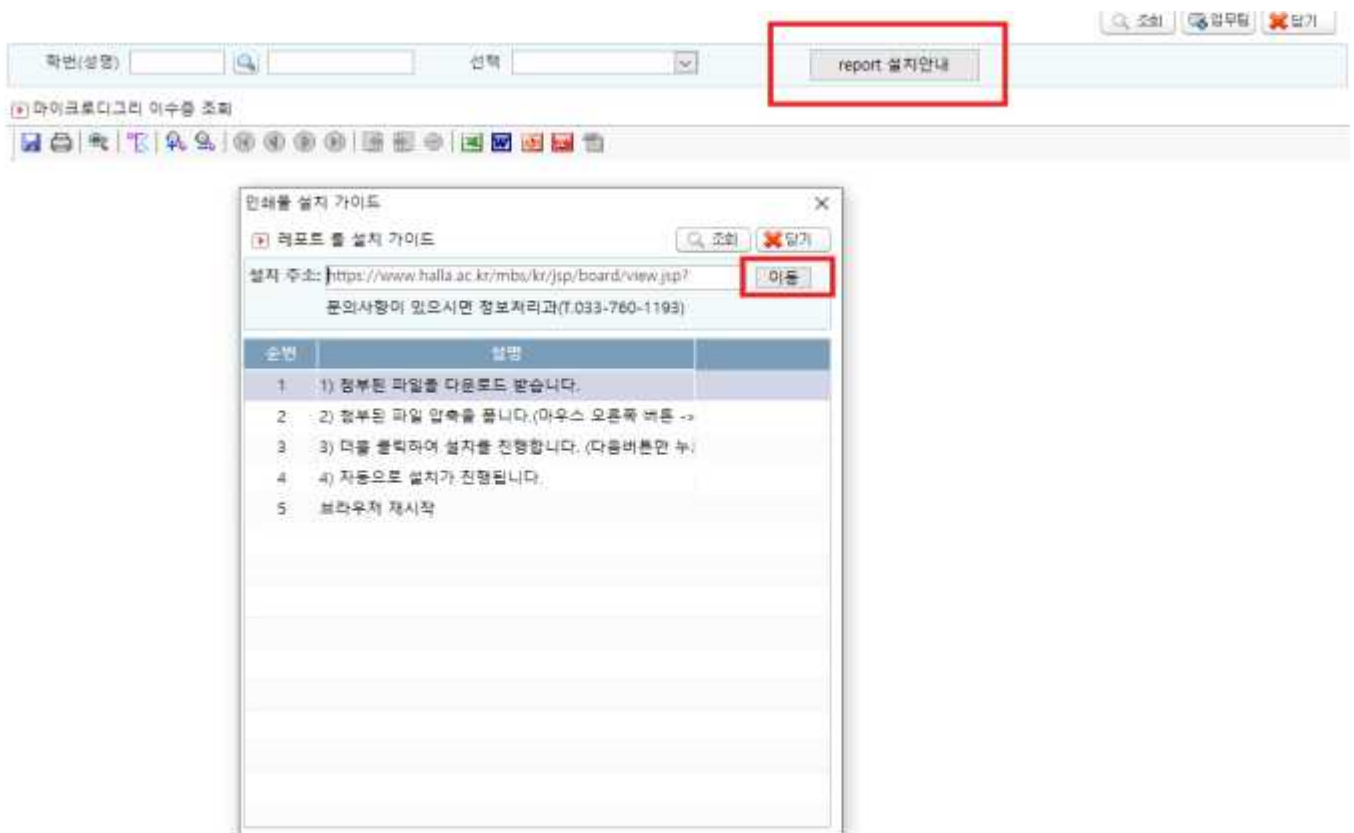 조회 업무팁 닫기
학번(성명) 선택 report 설치안내
마이크로디그리 이수증 조회
인쇄물 설치 가이드
레포트 툴 설치 가이드 조회 닫기
설치 주소: https://www.halla.ac.kr/mbs/kr/jsp/board/view.jsp? 이동
문의사항이 있으시면 정보처리과(T.033-760-1193)
순번 설명
1 1) 첨부된 파일을 다운로드 받습니다.
2 2) 첨부된 파일 압축을 풉니다.(마우스 오른쪽 버튼 ->
3 3) 더블 클릭하여 설치를 진행합니다. (다음버튼만 누
4 4) 자동으로 설치가 진행됩니다.
5 브라우저 재시작